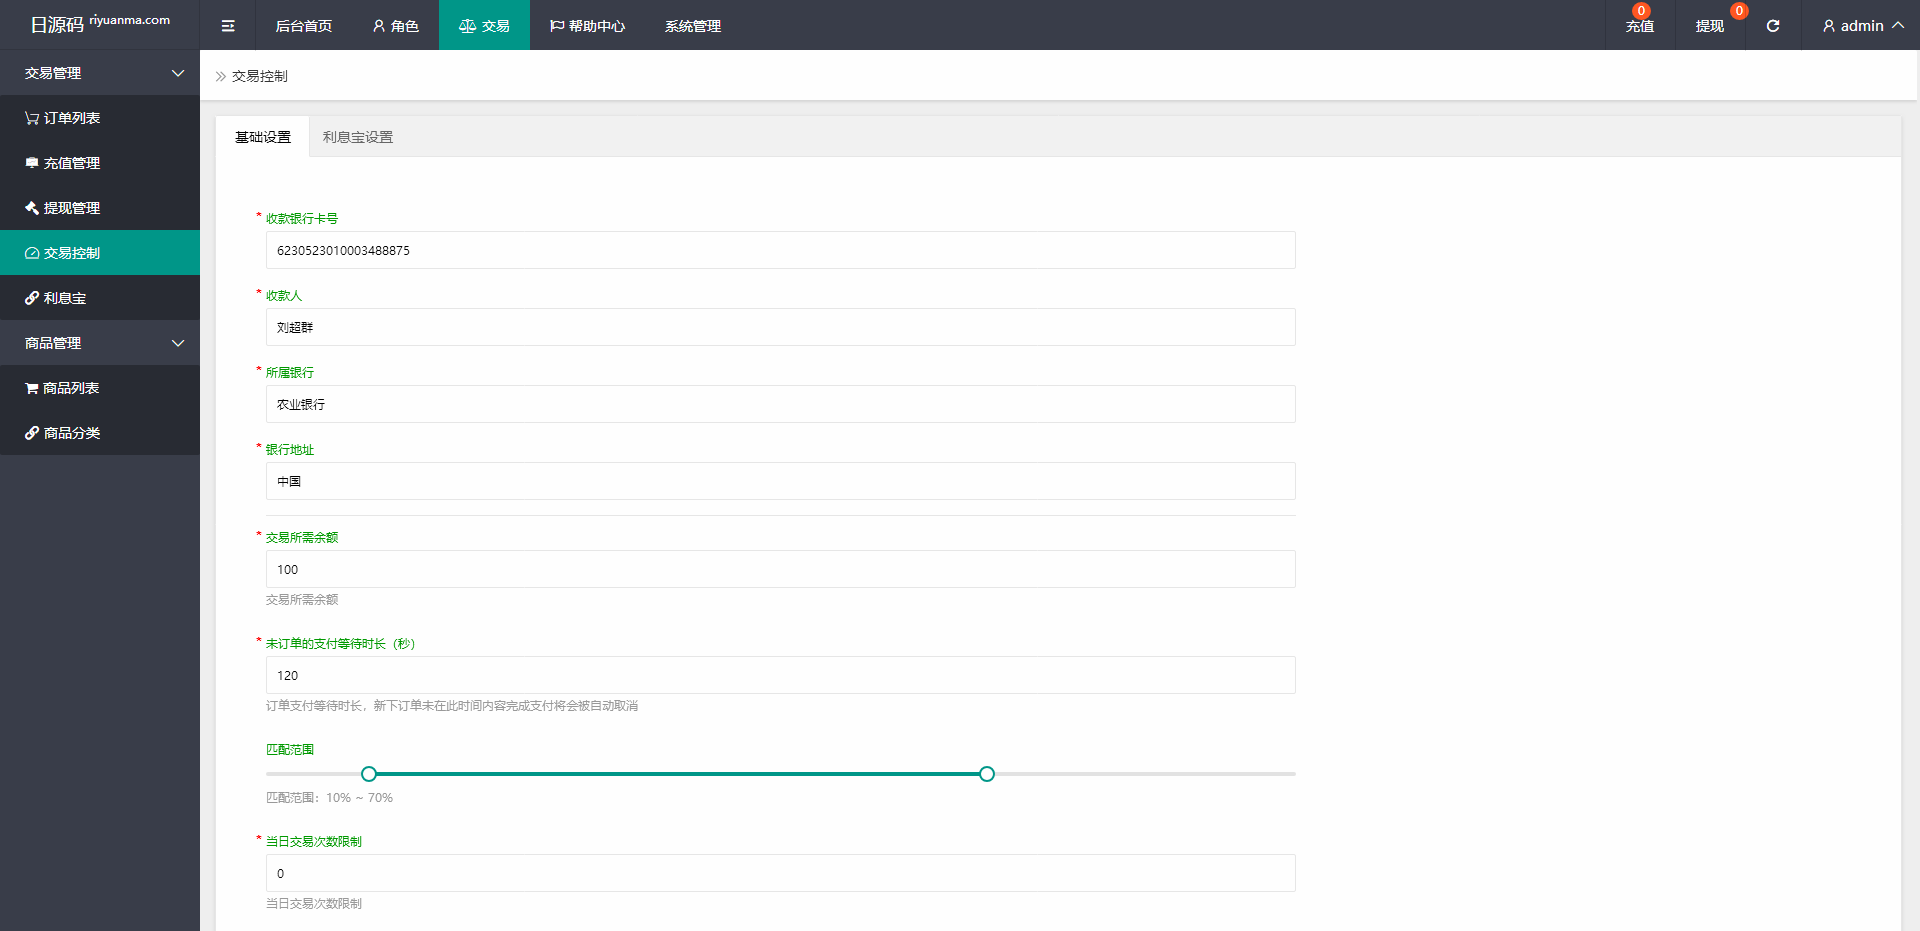 日源码 riyuanma.com
后台首页 角色 交易 帮助中心 系统管理
0 充值 0 提现 admin
交易管理
订单列表
充值管理
提现管理
交易控制
利息宝
商品管理
商品列表
商品分类
交易控制
基础设置 利息宝设置
* 收款银行卡号
6230523010003488875
* 收款人
刘超群
* 所属银行
农业银行
* 银行地址
中国
* 交易所需余额
100
交易所需余额
* 未订单的支付等待时长（秒）
120
订单支付等待时长，新下订单未在此时间内容完成支付将会被自动取消
匹配范围
匹配范围：10% ~ 70%
* 当日交易次数限制
0
当日交易次数限制